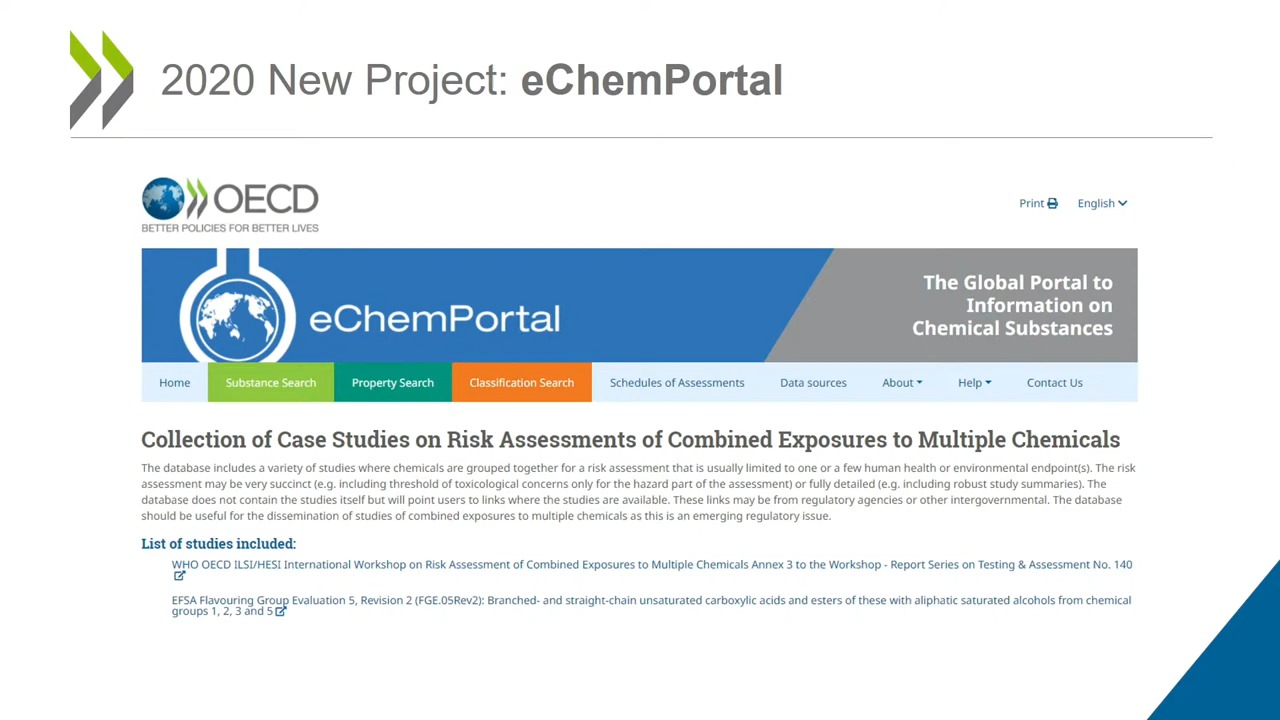 2020 New Project: eChemPortal
OECD
BETTER POLICIES FOR BETTER LIVES
Print
English
eChemPortal
The Global Portal to
Information on
Chemical Substances
Home
Substance Search
Property Search
Classification Search
Schedules of Assessments
Data sources
About
Help
Contact Us
Collection of Case Studies on Risk Assessments of Combined Exposures to Multiple Chemicals
The database includes a variety of studies where chemicals are grouped together for a risk assessment that is usually limited to one or a few human health or environmental endpoint(s). The risk
assessment may be very succinct (e.g. including threshold of toxicological concerns only for the hazard part of the assessment) or fully detailed (e.g. including robust study summaries). The
database does not contain the studies itself but will point users to links where the studies are available. These links may be from regulatory agencies or other intergovernmental. The database
should be useful for the dissemination of studies of combined exposures to multiple chemicals as this is an emerging regulatory issue.
List of studies included:
WHO OECD ILSI/HESI International Workshop on Risk Assessment of Combined Exposures to Multiple Chemicals Annex 3 to the Workshop - Report Series on Testing & Assessment No. 140
EFSA Flavouring Group Evaluation 5, Revision 2 (FGE.05Rev2): Branched- and straight-chain unsaturated carboxylic acids and esters of these with aliphatic saturated alcohols from chemical
groups 1, 2, 3 and 5